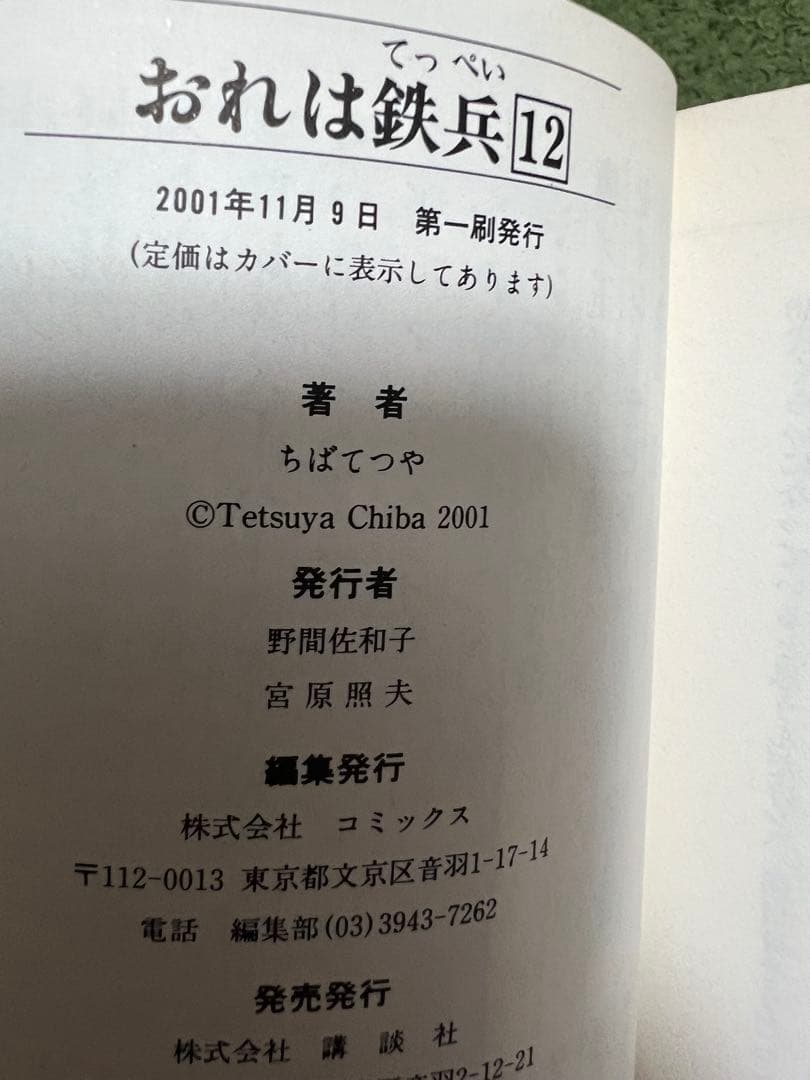 てっぺい
おれは鉄兵12
2001年11月9日 第一刷発行
(定価はカバーに表示してあります)
著者
ちばてつや
©Tetsuya Chiba 2001
発行者
野間佐和子
宮原照夫
編集発行
株式会社 コミックス
〒112-0013 東京都文京区音羽1-17-14
電話 編集部(03)3943-7262
発売発行
株式会社 講談社
2-12-21